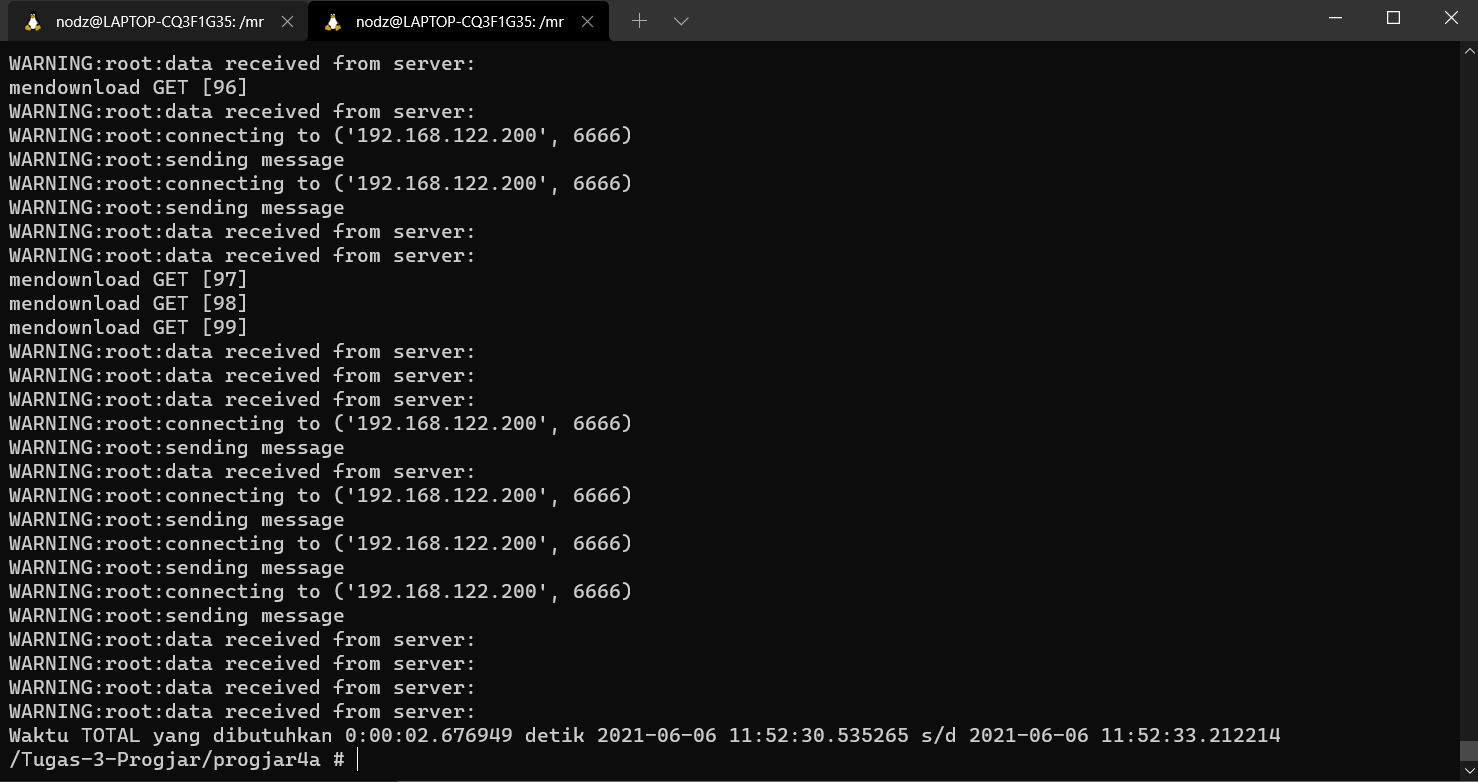 nodz@LAPTOP-CQ3F1G35: /mr
nodz@LAPTOP-CQ3F1G35: /mr
WARNING:root:data received from server:
mendownload GET [96]
WARNING:root:data received from server:
WARNING:root:connecting to ('192.168.122.200', 6666)
WARNING:root:sending message
WARNING:root:connecting to ('192.168.122.200', 6666)
WARNING:root:sending message
WARNING:root:data received from server:
WARNING:root:data received from server:
mendownload GET [97]
mendownload GET [98]
mendownload GET [99]
WARNING:root:data received from server:
WARNING:root:data received from server:
WARNING:root:data received from server:
WARNING:root:connecting to ('192.168.122.200', 6666)
WARNING:root:sending message
WARNING:root:data received from server:
WARNING:root:connecting to ('192.168.122.200', 6666)
WARNING:root:sending message
WARNING:root:connecting to ('192.168.122.200', 6666)
WARNING:root:sending message
WARNING:root:connecting to ('192.168.122.200', 6666)
WARNING:root:sending message
WARNING:root:data received from server:
WARNING:root:data received from server:
WARNING:root:data received from server:
WARNING:root:data received from server:
Waktu TOTAL yang dibutuhkan 0:00:02.676949 detik 2021-06-06 11:52:30.535265 s/d 2021-06-06 11:52:33.212214
/Tugas-3-Progjar/progjar4a #